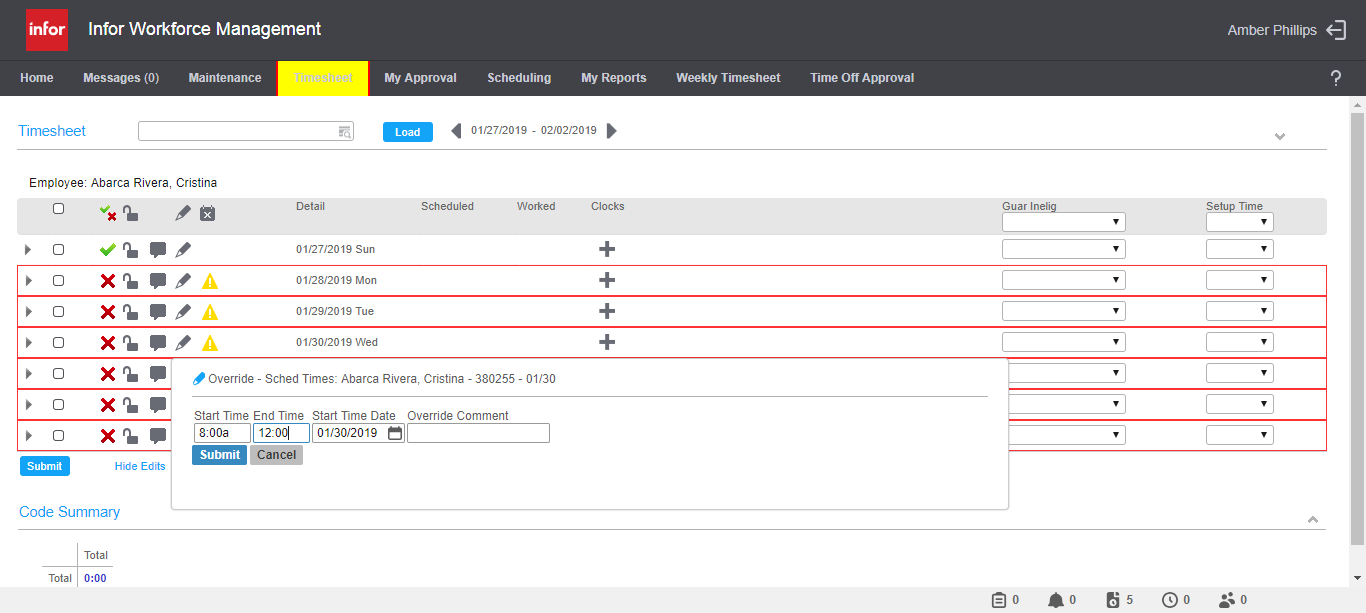 infor Infor Workforce Management Amber Phillips
Home Messages (0) Maintenance Timesheet My Approval Scheduling My Reports Weekly Timesheet Time Off Approval ?
Timesheet Load 01/27/2019 - 02/02/2019
Employee: Abarca Rivera, Cristina
Detail Scheduled Worked Clocks Guar Inelig Setup Time
01/27/2019 Sun
01/28/2019 Mon
01/29/2019 Tue
01/30/2019 Wed
Override - Sched Times: Abarca Rivera, Cristina - 380255 - 01/30
Start Time End Time Start Time Date Override Comment
8:00a 12:00 01/30/2019
Submit Cancel
Submit Hide Edits
Code Summary
Total
Total 0:00
0 0 5 0 0